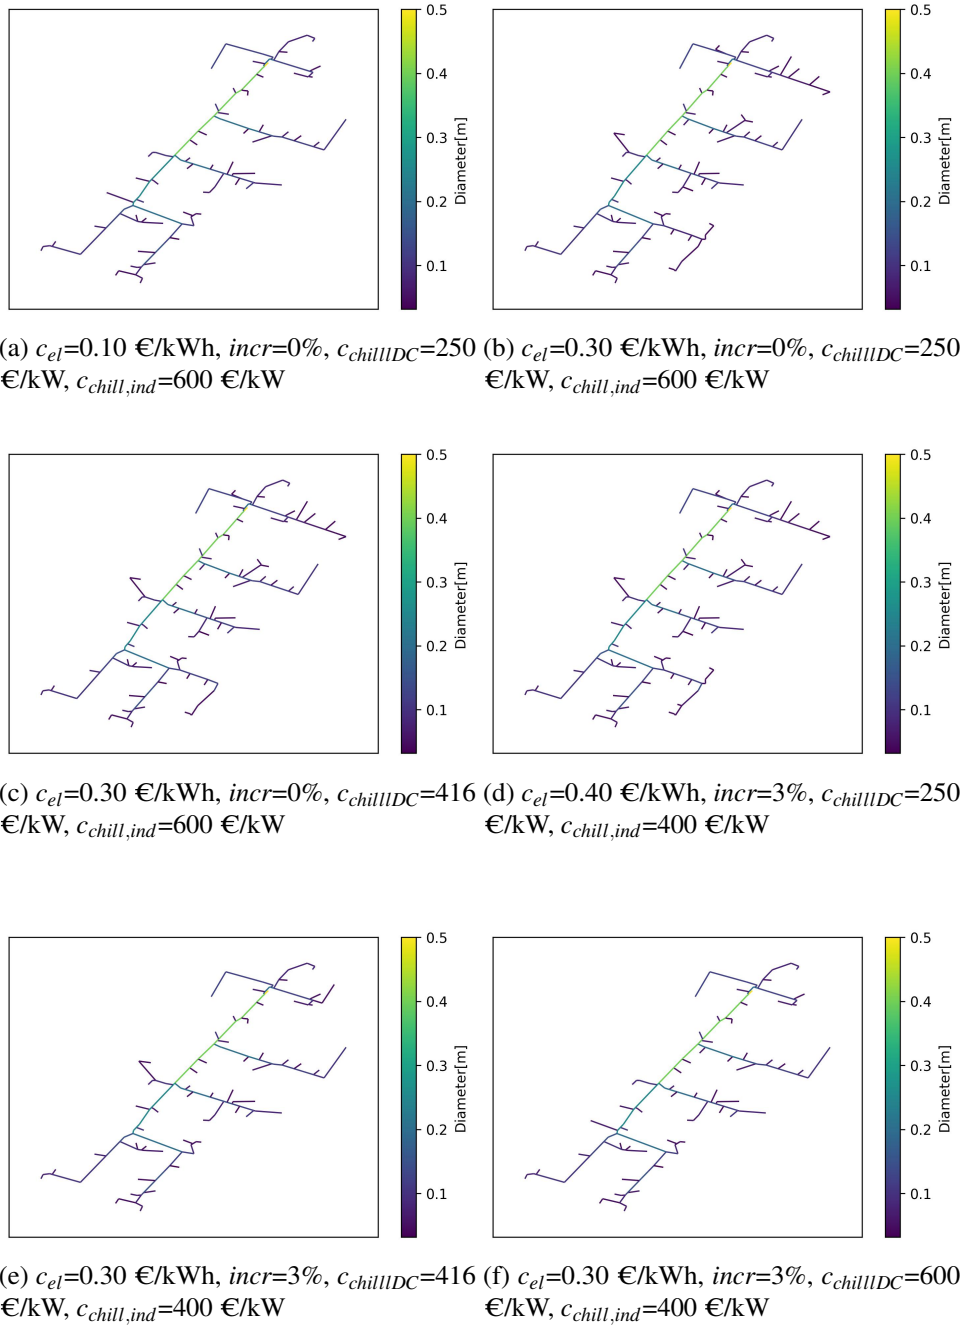 0.5
0.4
0.3
0.2
0.1
Diameter[m]
0.5
0.4
0.3
0.2
0.1
Diameter[m]
(a) c_el=0.10 €/kWh, incr=0%, c_chilllDC=250
€/kW, c_chill,ind=600 €/kW
(b) c_el=0.30 €/kWh, incr=0%, c_chilllDC=250
€/kW, c_chill,ind=600 €/kW
0.5
0.4
0.3
0.2
0.1
Diameter[m]
0.5
0.4
0.3
0.2
0.1
Diameter[m]
(c) c_el=0.30 €/kWh, incr=0%, c_chilllDC=416
€/kW, c_chill,ind=600 €/kW
(d) c_el=0.40 €/kWh, incr=3%, c_chilllDC=250
€/kW, c_chill,ind=400 €/kW
0.5
0.4
0.3
0.2
0.1
Diameter[m]
0.5
0.4
0.3
0.2
0.1
Diameter[m]
(e) c_el=0.30 €/kWh, incr=3%, c_chilllDC=416
€/kW, c_chill,ind=400 €/kW
(f) c_el=0.30 €/kWh, incr=3%, c_chilllDC=600
€/kW, c_chill,ind=400 €/kW